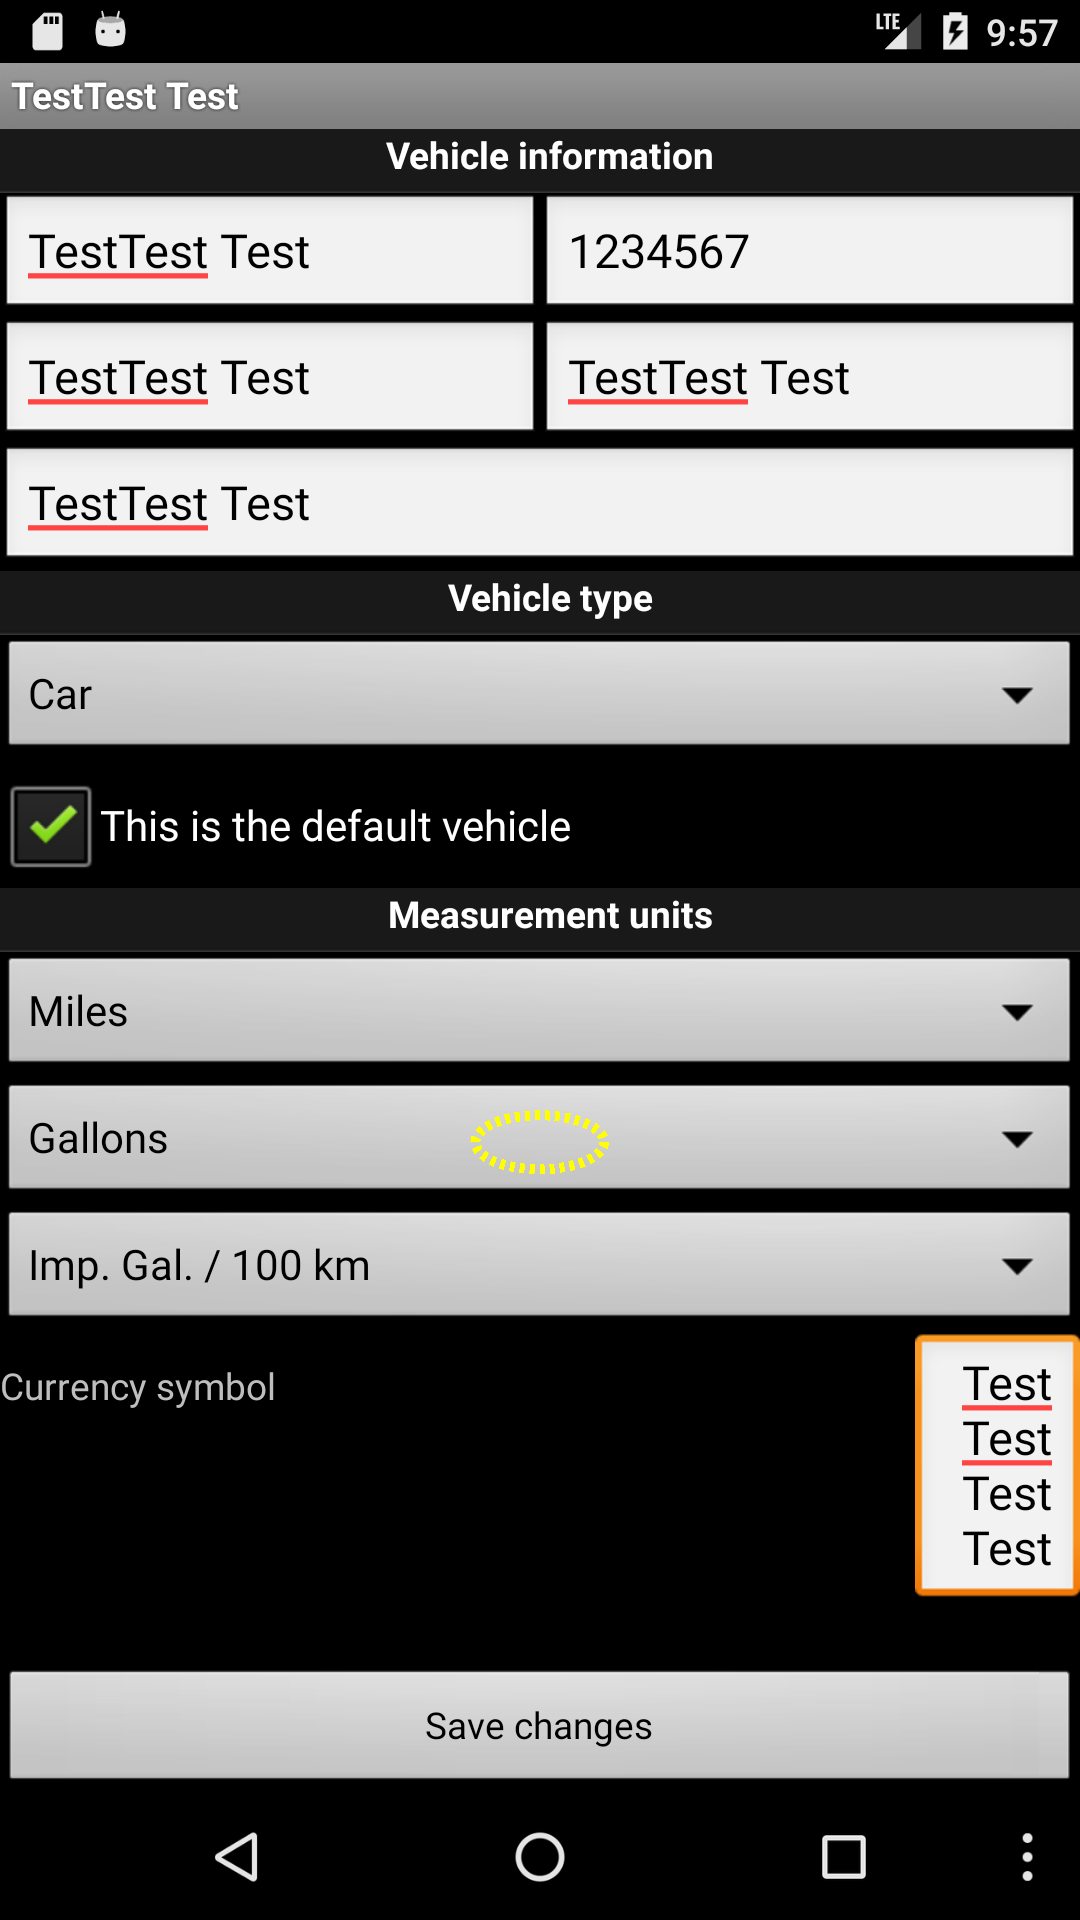 LTE 9:57
TestTest Test
Vehicle information
TestTest Test 1234567
TestTest Test TestTest Test
TestTest Test
Vehicle type
Car
This is the default vehicle
Measurement units
Miles
Gallons
Imp. Gal. / 100 km
Currency symbol
Test
Test
Test
Test
Save changes